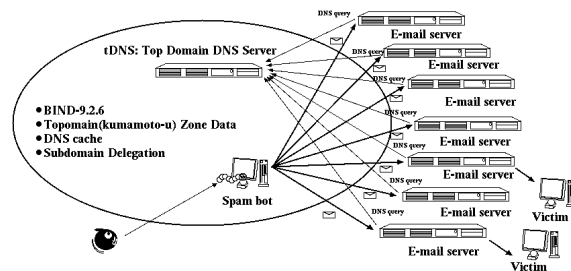 DNS query
E-mail server
tDNS: Top Domain DNS Server
DNS query
E-mail server
DNS query
E-mail server
•BIND-9.2.6
•Topomain(kumamoto-u) Zone Data
•DNS cache
•Subdomain Delegation
DNS query
E-mail server
DNS query
E-mail server
Spam bot
DNS query
E-mail server
Victim
DNS query
E-mail server
Victim